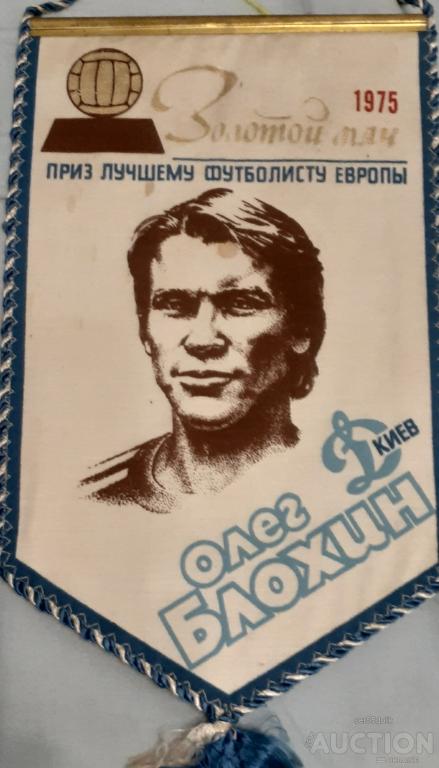 1975
Золотой мяч
ПРИЗ ЛУЧШЕМУ ФУТБОЛИСТУ ЕВРОПЫ
Д КИЕВ
ОЛЕГ
БЛОХИН
AUCTION